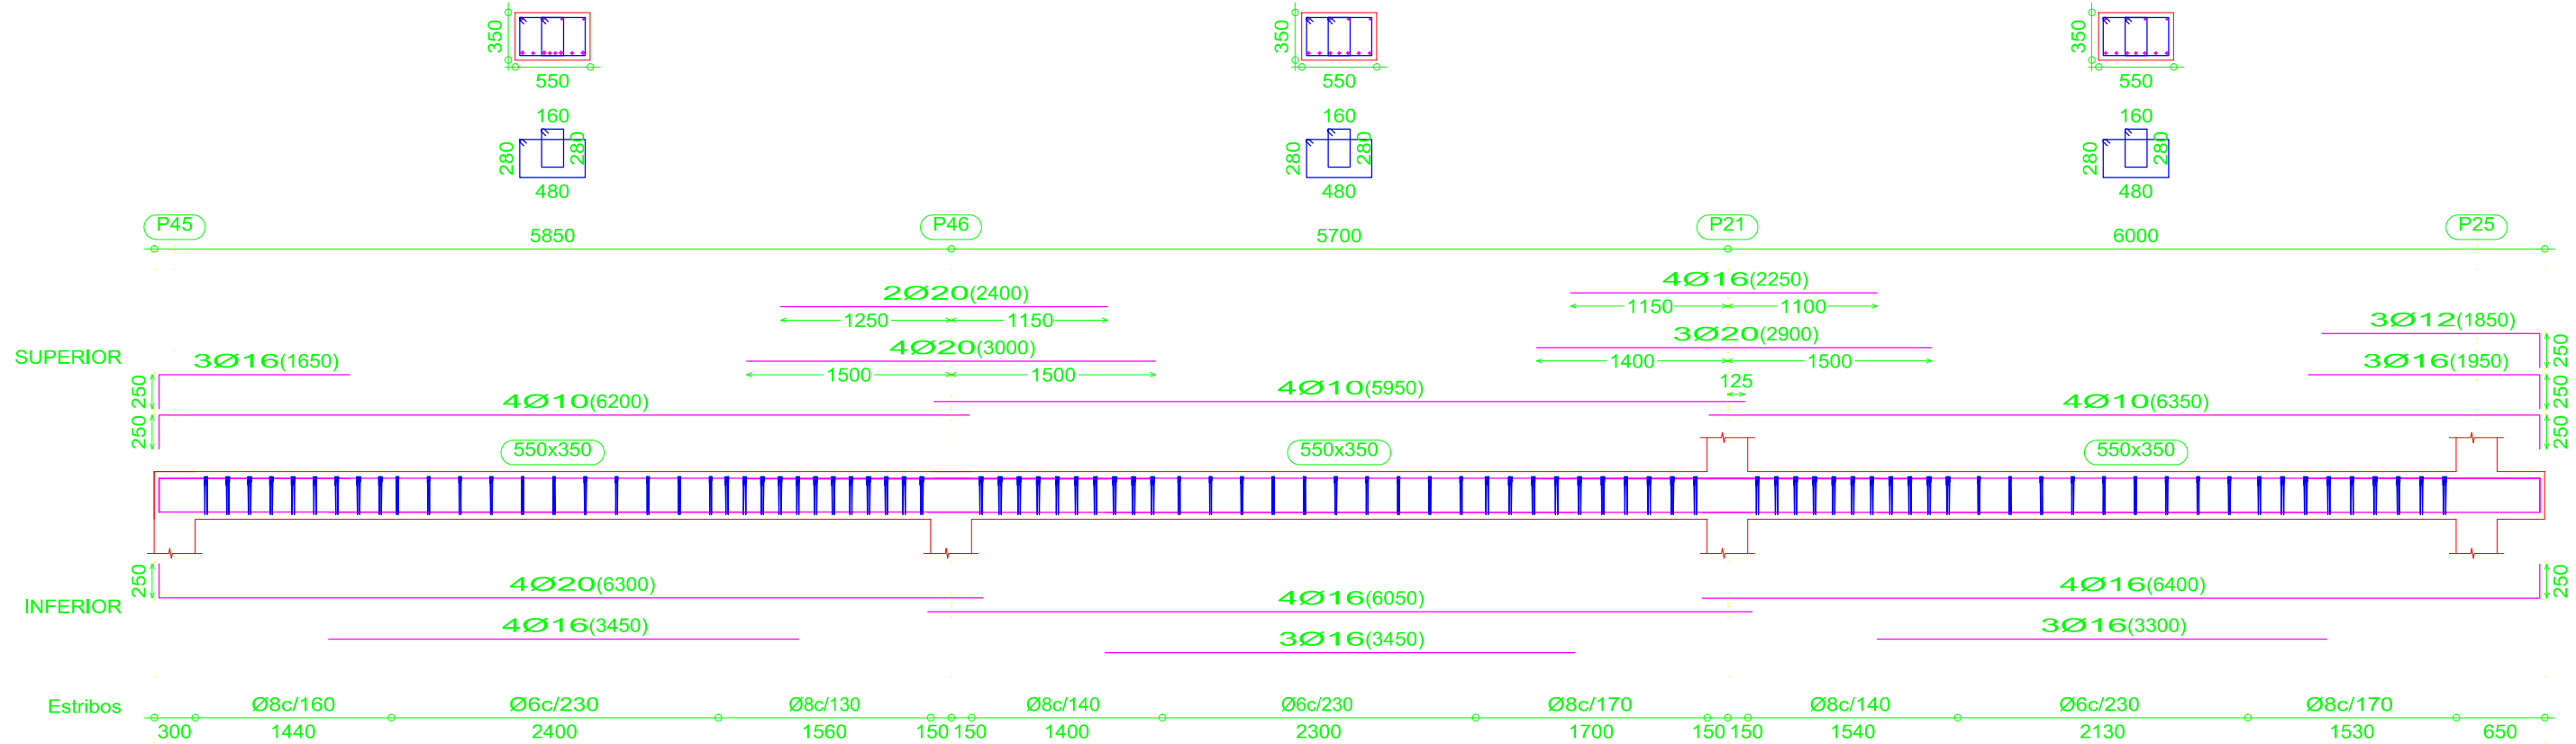 350 350 350
550 550 550
160 160 160
280 280 280 280 280 280
480 480 480
P45 P46 P21 P25
5850 5700 6000
4Ø16(2250)
2Ø20(2400)
1150 1100
1250 1150
3Ø12(1850)
3Ø20(2900)
4Ø20(3000)
250
SUPERIOR
3Ø16(1650) 1400 1500 3Ø16(1950)
1500 1500
125
4Ø10(5950)
250 250
4Ø10(6200) 4Ø10(6350)
250 250
550x350 550x350 550x350
250 4Ø20(6300) 4Ø16(6400) 250
INFERIOR
4Ø16(6050)
4Ø16(3450) 3Ø16(3300)
3Ø16(3450)
Estribos Ø8c/160 Ø6c/230 Ø8c/130 Ø8c/140 Ø6c/230 Ø8c/170 Ø8c/140 Ø6c/230 Ø8c/170
300 1440 2400 1560 150 150 1400 2300 1700 150 150 1540 2130 1530 650